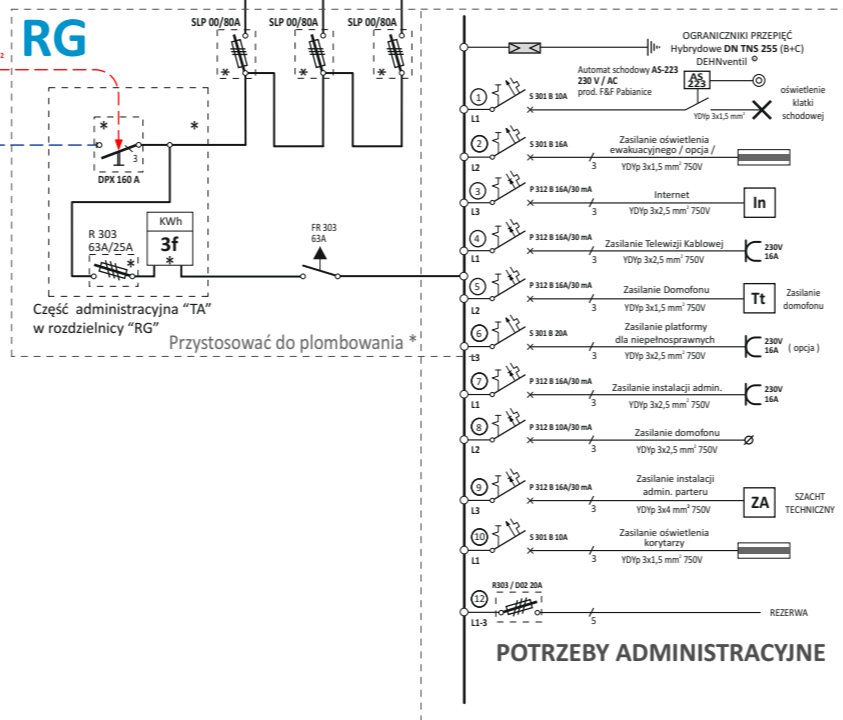 RG
2
SLP 00/80A
SLP 00/80A
SLP 00/80A
*
*
*
*
*
3
DPX 160 A
R 303
63A/25A
*
KWh
3f
*
FR 303
63A
Część administracyjna “TA”
w rozdzielnicy “RG”
Przystosować do plombowania *
OGRANICZNIKI PRZEPIĘĆ
Hybrydowe DN TNS 255 (B+C)
DEHNventil
Automat schodowy AS-223
230 V / AC
prod. F&F Pabianice
AS
223
1
L1
S 301 B 10A
YDYp 3x1,5 mm²
oświetlenie
klatki
schodowej
2
L2
S 301 B 16A
3
Zasilanie oświetlenia
ewakuacyjnego / opcja /
YDYp 3x1,5 mm² 750V
3
L3
P 312 B 16A/30 mA
3
Internet
YDYp 3x2,5 mm² 750V
In
4
L1
P 312 B 16A/30 mA
3
Zasilanie Telewizji Kablowej
YDYp 3x2,5 mm² 750V
230V
16A
5
L2
P 312 B 16A/30 mA
3
Zasilanie Domofonu
YDYp 3x1,5 mm² 750V
Tt
Zasilanie
domofonu
6
L3
S 301 B 20A
3
Zasilanie platformy
dla niepełnosprawnych
YDYp 3x2,5 mm² 750V
230V
16A
( opcja )
7
L1
P 312 B 16A/30 mA
3
Zasilanie instalacji admin.
YDYp 3x2,5 mm² 750V
230V
16A
8
L2
P 312 B 10A/30 mA
3
Zasilanie domofonu
YDYp 3x2,5 mm² 750V
9
L3
P 312 B 16A/30 mA
3
Zasilanie instalacji
admin. parteru
YDYp 3x4 mm² 750V
ZA
SZACHT
TECHNICZNY
10
L1
S 301 B 10A
3
Zasilanie oświetlenia
korytarzy
YDYp 3x1,5 mm² 750V
12
L1-3
R303 / D02 20A
5
REZERWA
POTRZEBY ADMINISTRACYJNE